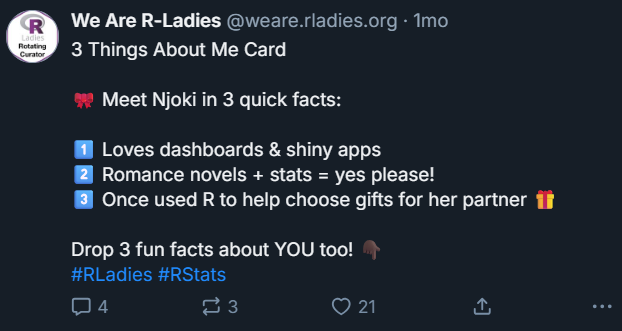 R
Ladies
Rotating
Curator
We Are R-Ladies @weare.rladies.org · 1mo
3 Things About Me Card
🎀 Meet Njoki in 3 quick facts:
1️⃣ Loves dashboards & shiny apps
2️⃣ Romance novels + stats = yes please!
3️⃣ Once used R to help choose gifts for her partner 🎁
Drop 3 fun facts about YOU too! 👇🏿
#RLadies #RStats
4 3 21